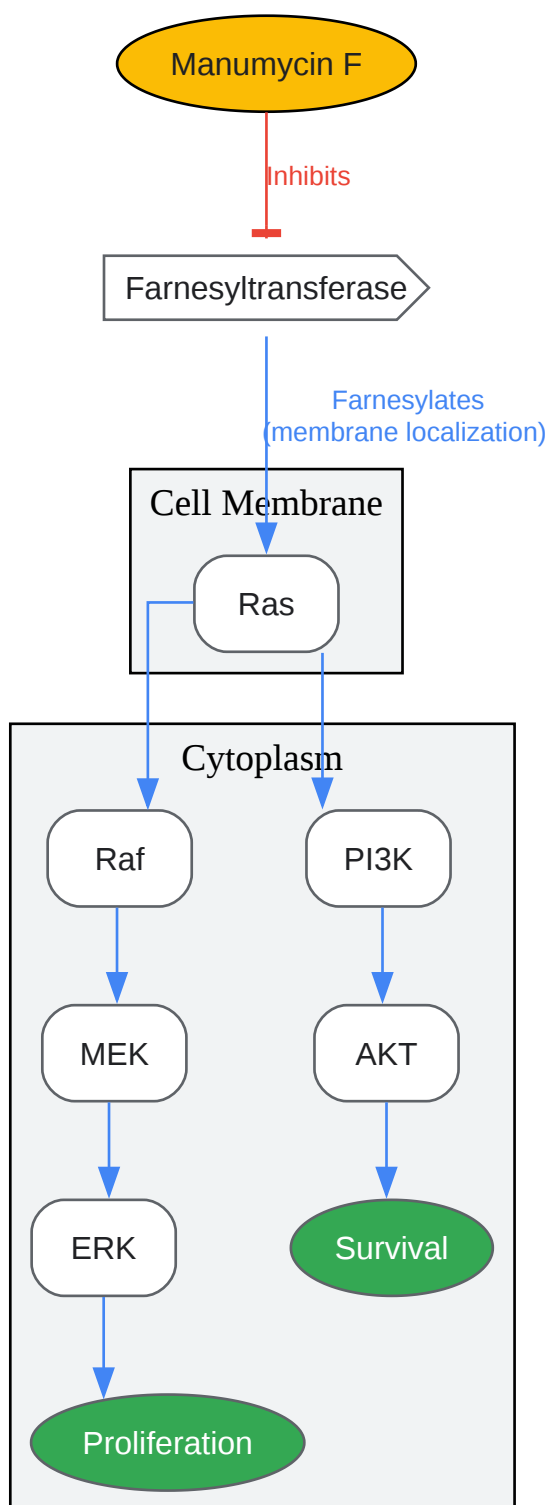 Manumycin F
Inhibits
Farnesyltransferase
Farnesylates
(membrane localization)
Cell Membrane
Ras
Cytoplasm
Raf
PI3K
MEK
AKT
ERK
Survival
Proliferation